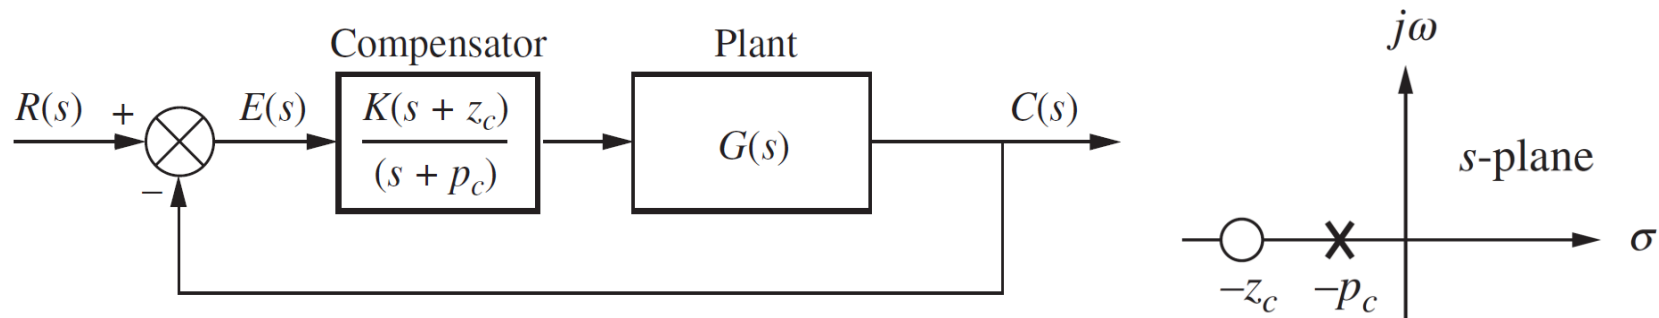 Compensator
Plant
R(s)
+
−
E(s)
K(s + z_c)
(s + p_c)
G(s)
C(s)
jω
s-plane
σ
−z_c
−p_c